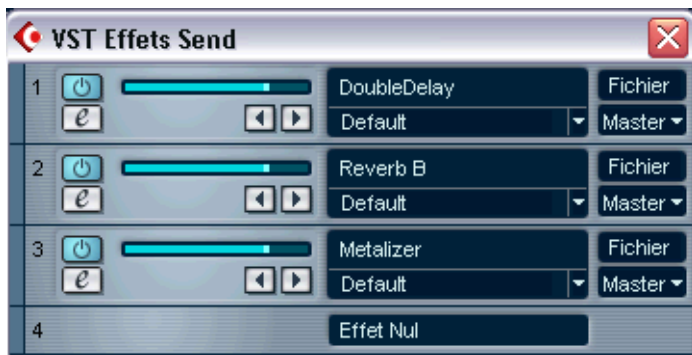 VST Effets Send
1 DoubleDelay Fichier
e Default Master
2 Reverb B Fichier
e Default Master
3 Metalizer Fichier
e Default Master
4 Effet Nul